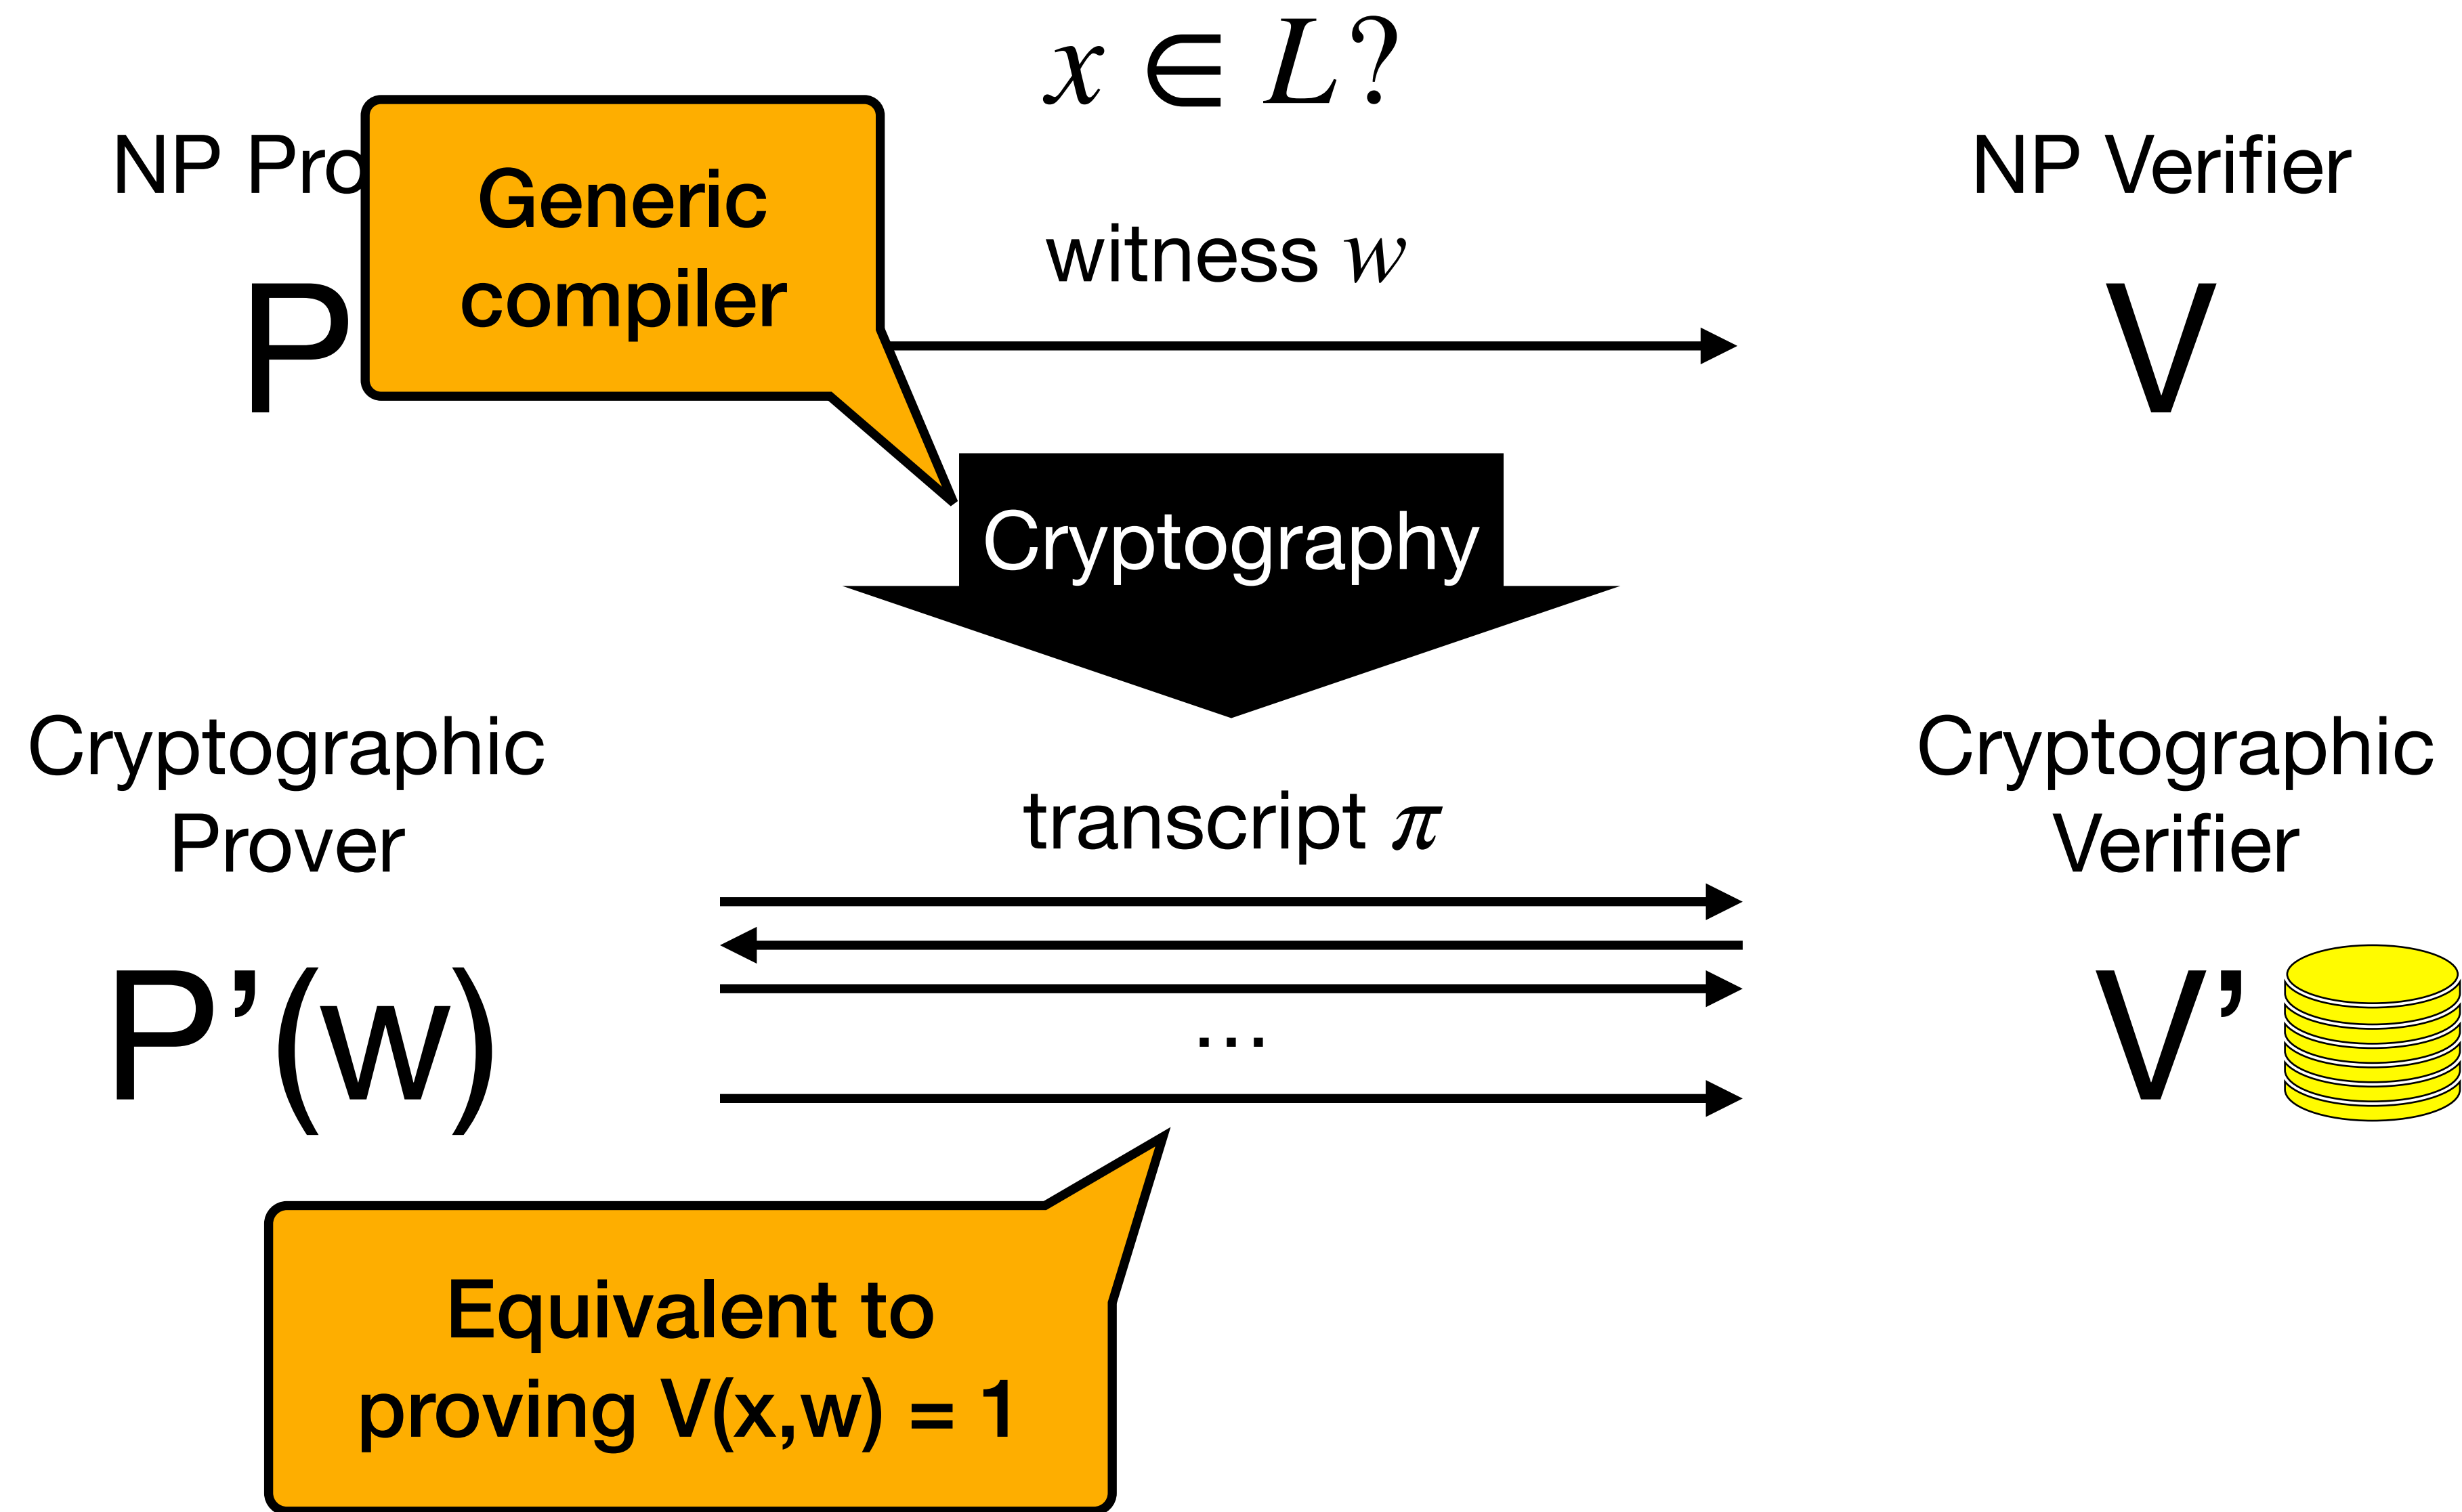 x ∈ L?
NP Pro
NP Verifier
Generic
compiler
witness w
P
V
Cryptography
Cryptographic
Prover
Cryptographic
Verifier
transcript π
P’(w)
...
V’
Equivalent to
proving V(x,w) = 1